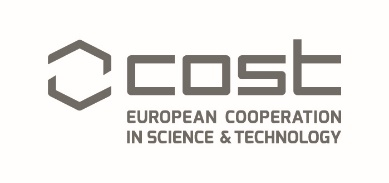 cost
EUROPEAN COOPERATION
IN SCIENCE & TECHNOLOGY